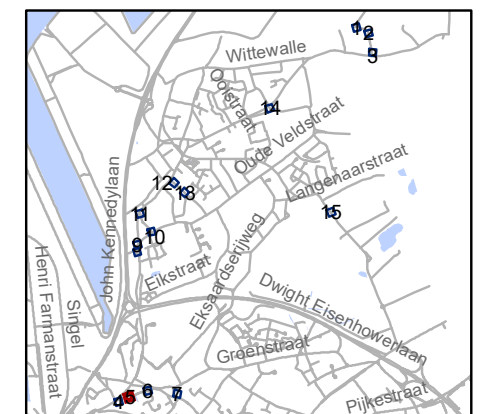 1
2
3
Wittewalle
Ooistraat
14
Oude Veldstraat
Langenaarstraat
12
13
15
11
10
9
8
John Kennedylaan
Eikstraat
Eksaardserijweg
Henri Farmanstraat
Singel
Dwight Eisenhowerlaan
Groenstraat
Pijkestraat
4
5
6
7